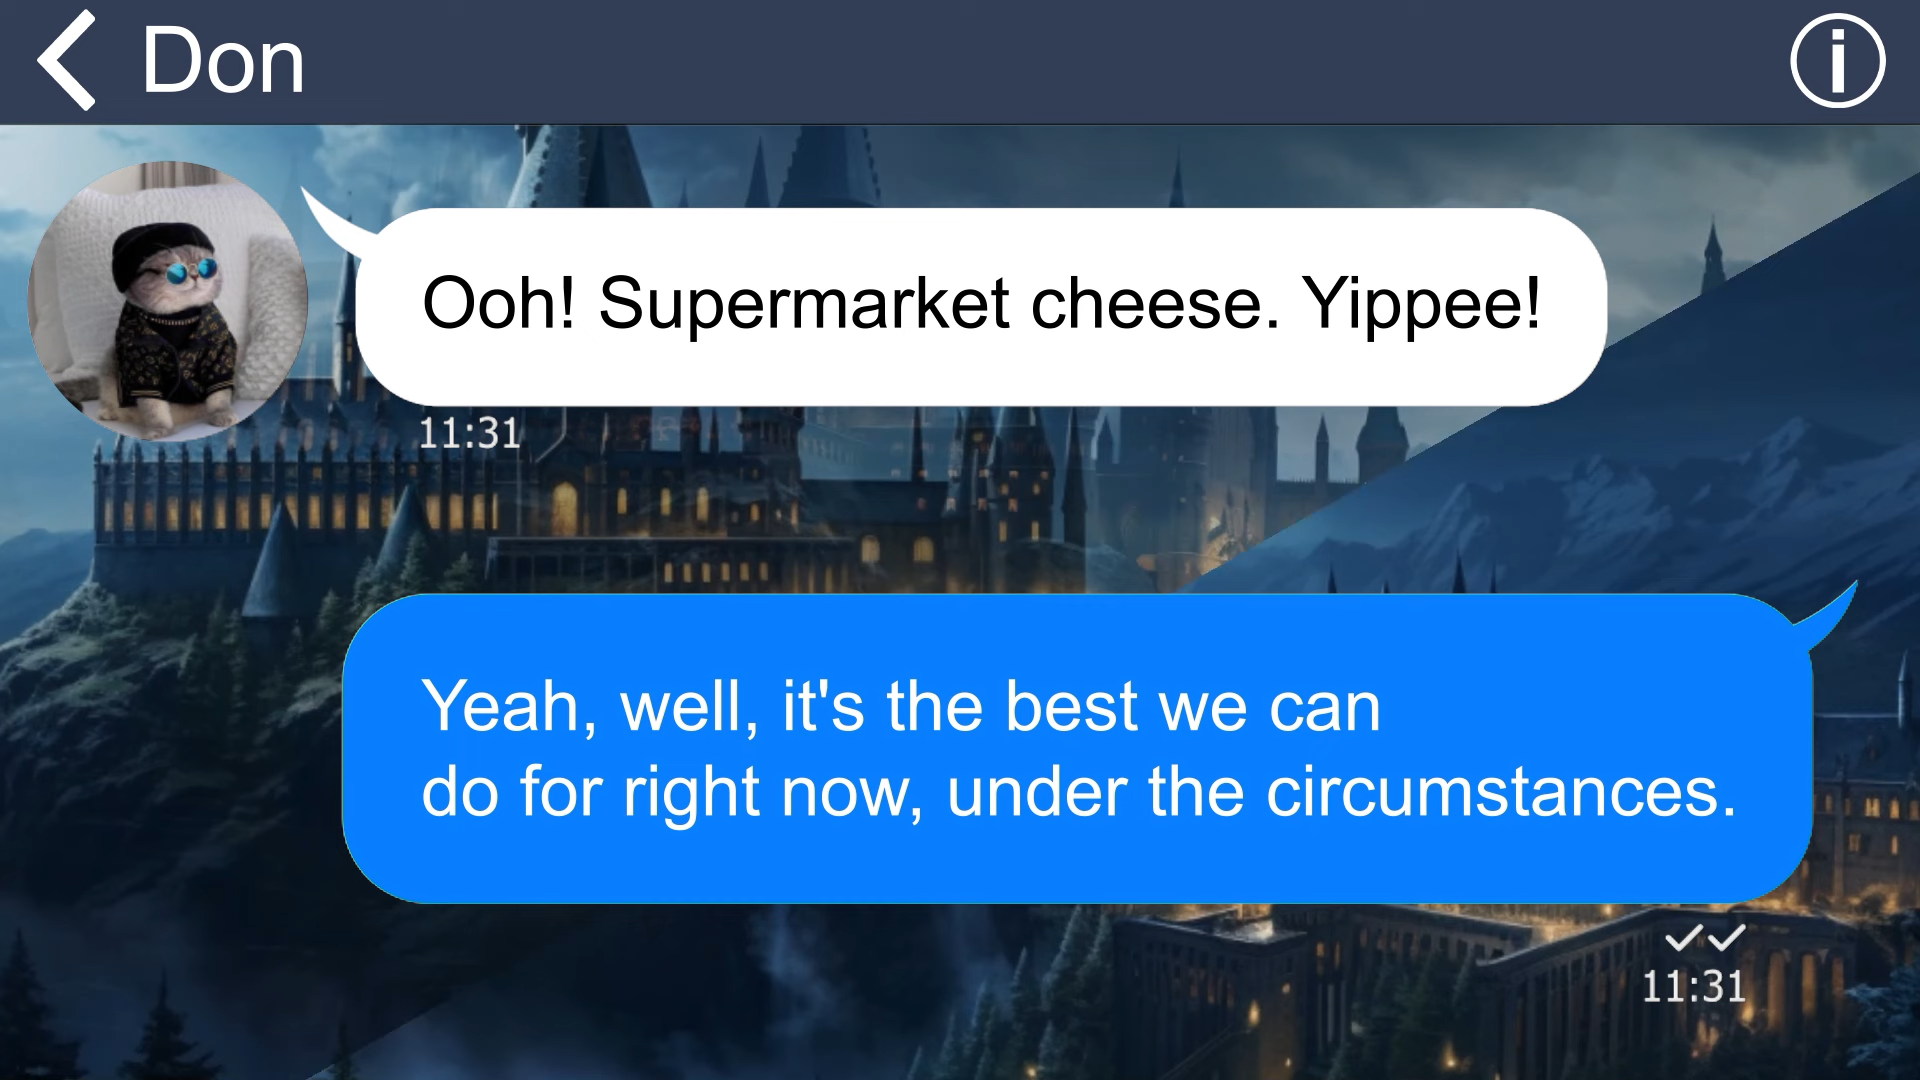 Don
Ooh! Supermarket cheese. Yippee!
11:31
Yeah, well, it's the best we can
do for right now, under the circumstances.
11:31